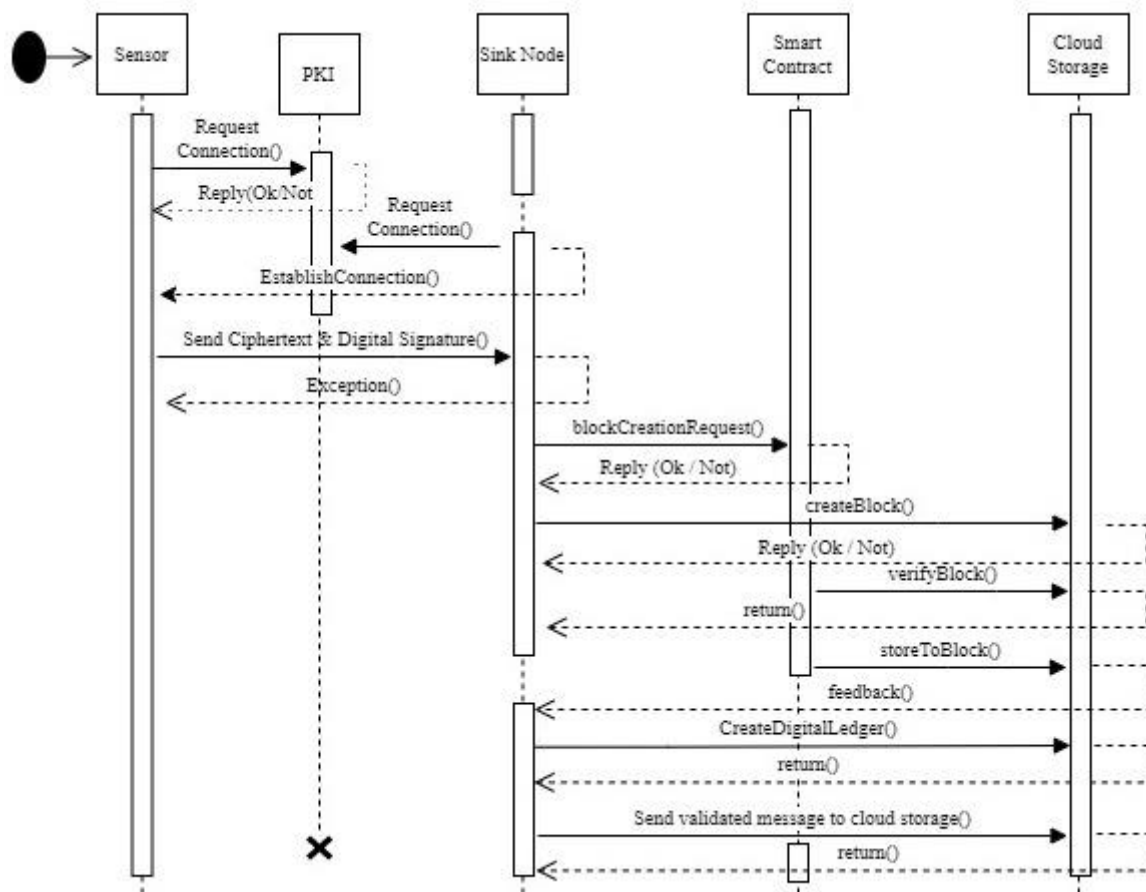 Sensor
PKI
Sink Node
Smart
Contract
Cloud
Storage
Request
Connection()
Reply(Ok/Not
Request
Connection()
EstablishConnection()
Send Ciphertext & Digital Signature()
Exception()
blockCreationRequest()
Reply (Ok / Not)
createBlock()
Reply (Ok / Not)
verifyBlock()
return()
storeToBlock()
feedback()
CreateDigitalLedger()
return()
Send validated message to cloud storage()
return()